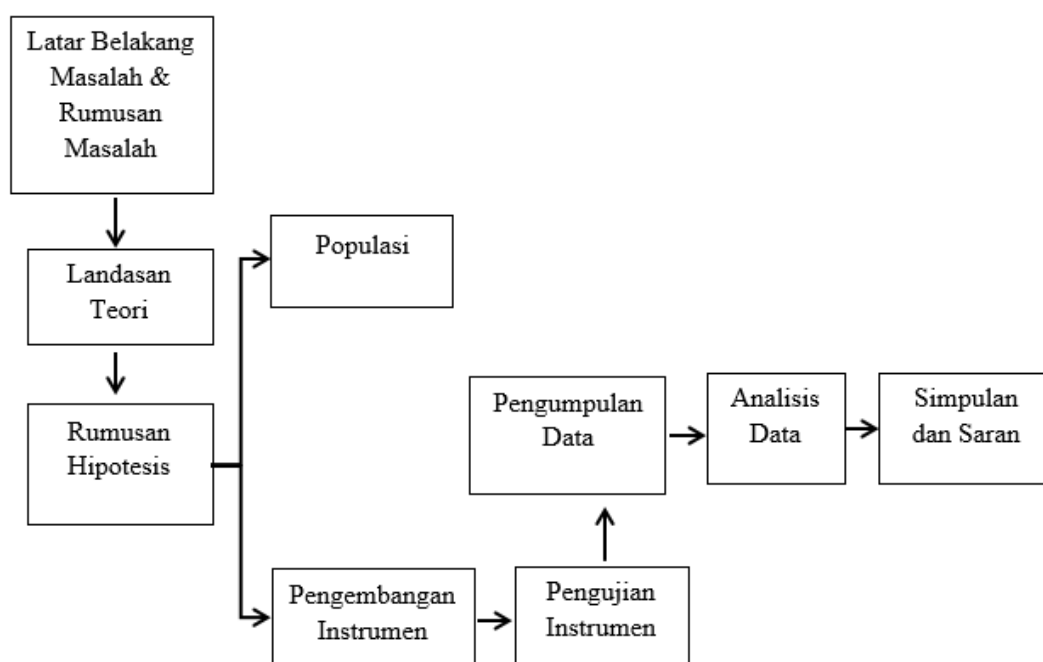 Latar Belakang
Masalah &
Rumusan
Masalah
Landasan
Teori
Rumusan
Hipotesis
Populasi
Pengembangan
Instrumen
Pengujian
Instrumen
Pengumpulan
Data
Analisis
Data
Simpulan
dan Saran